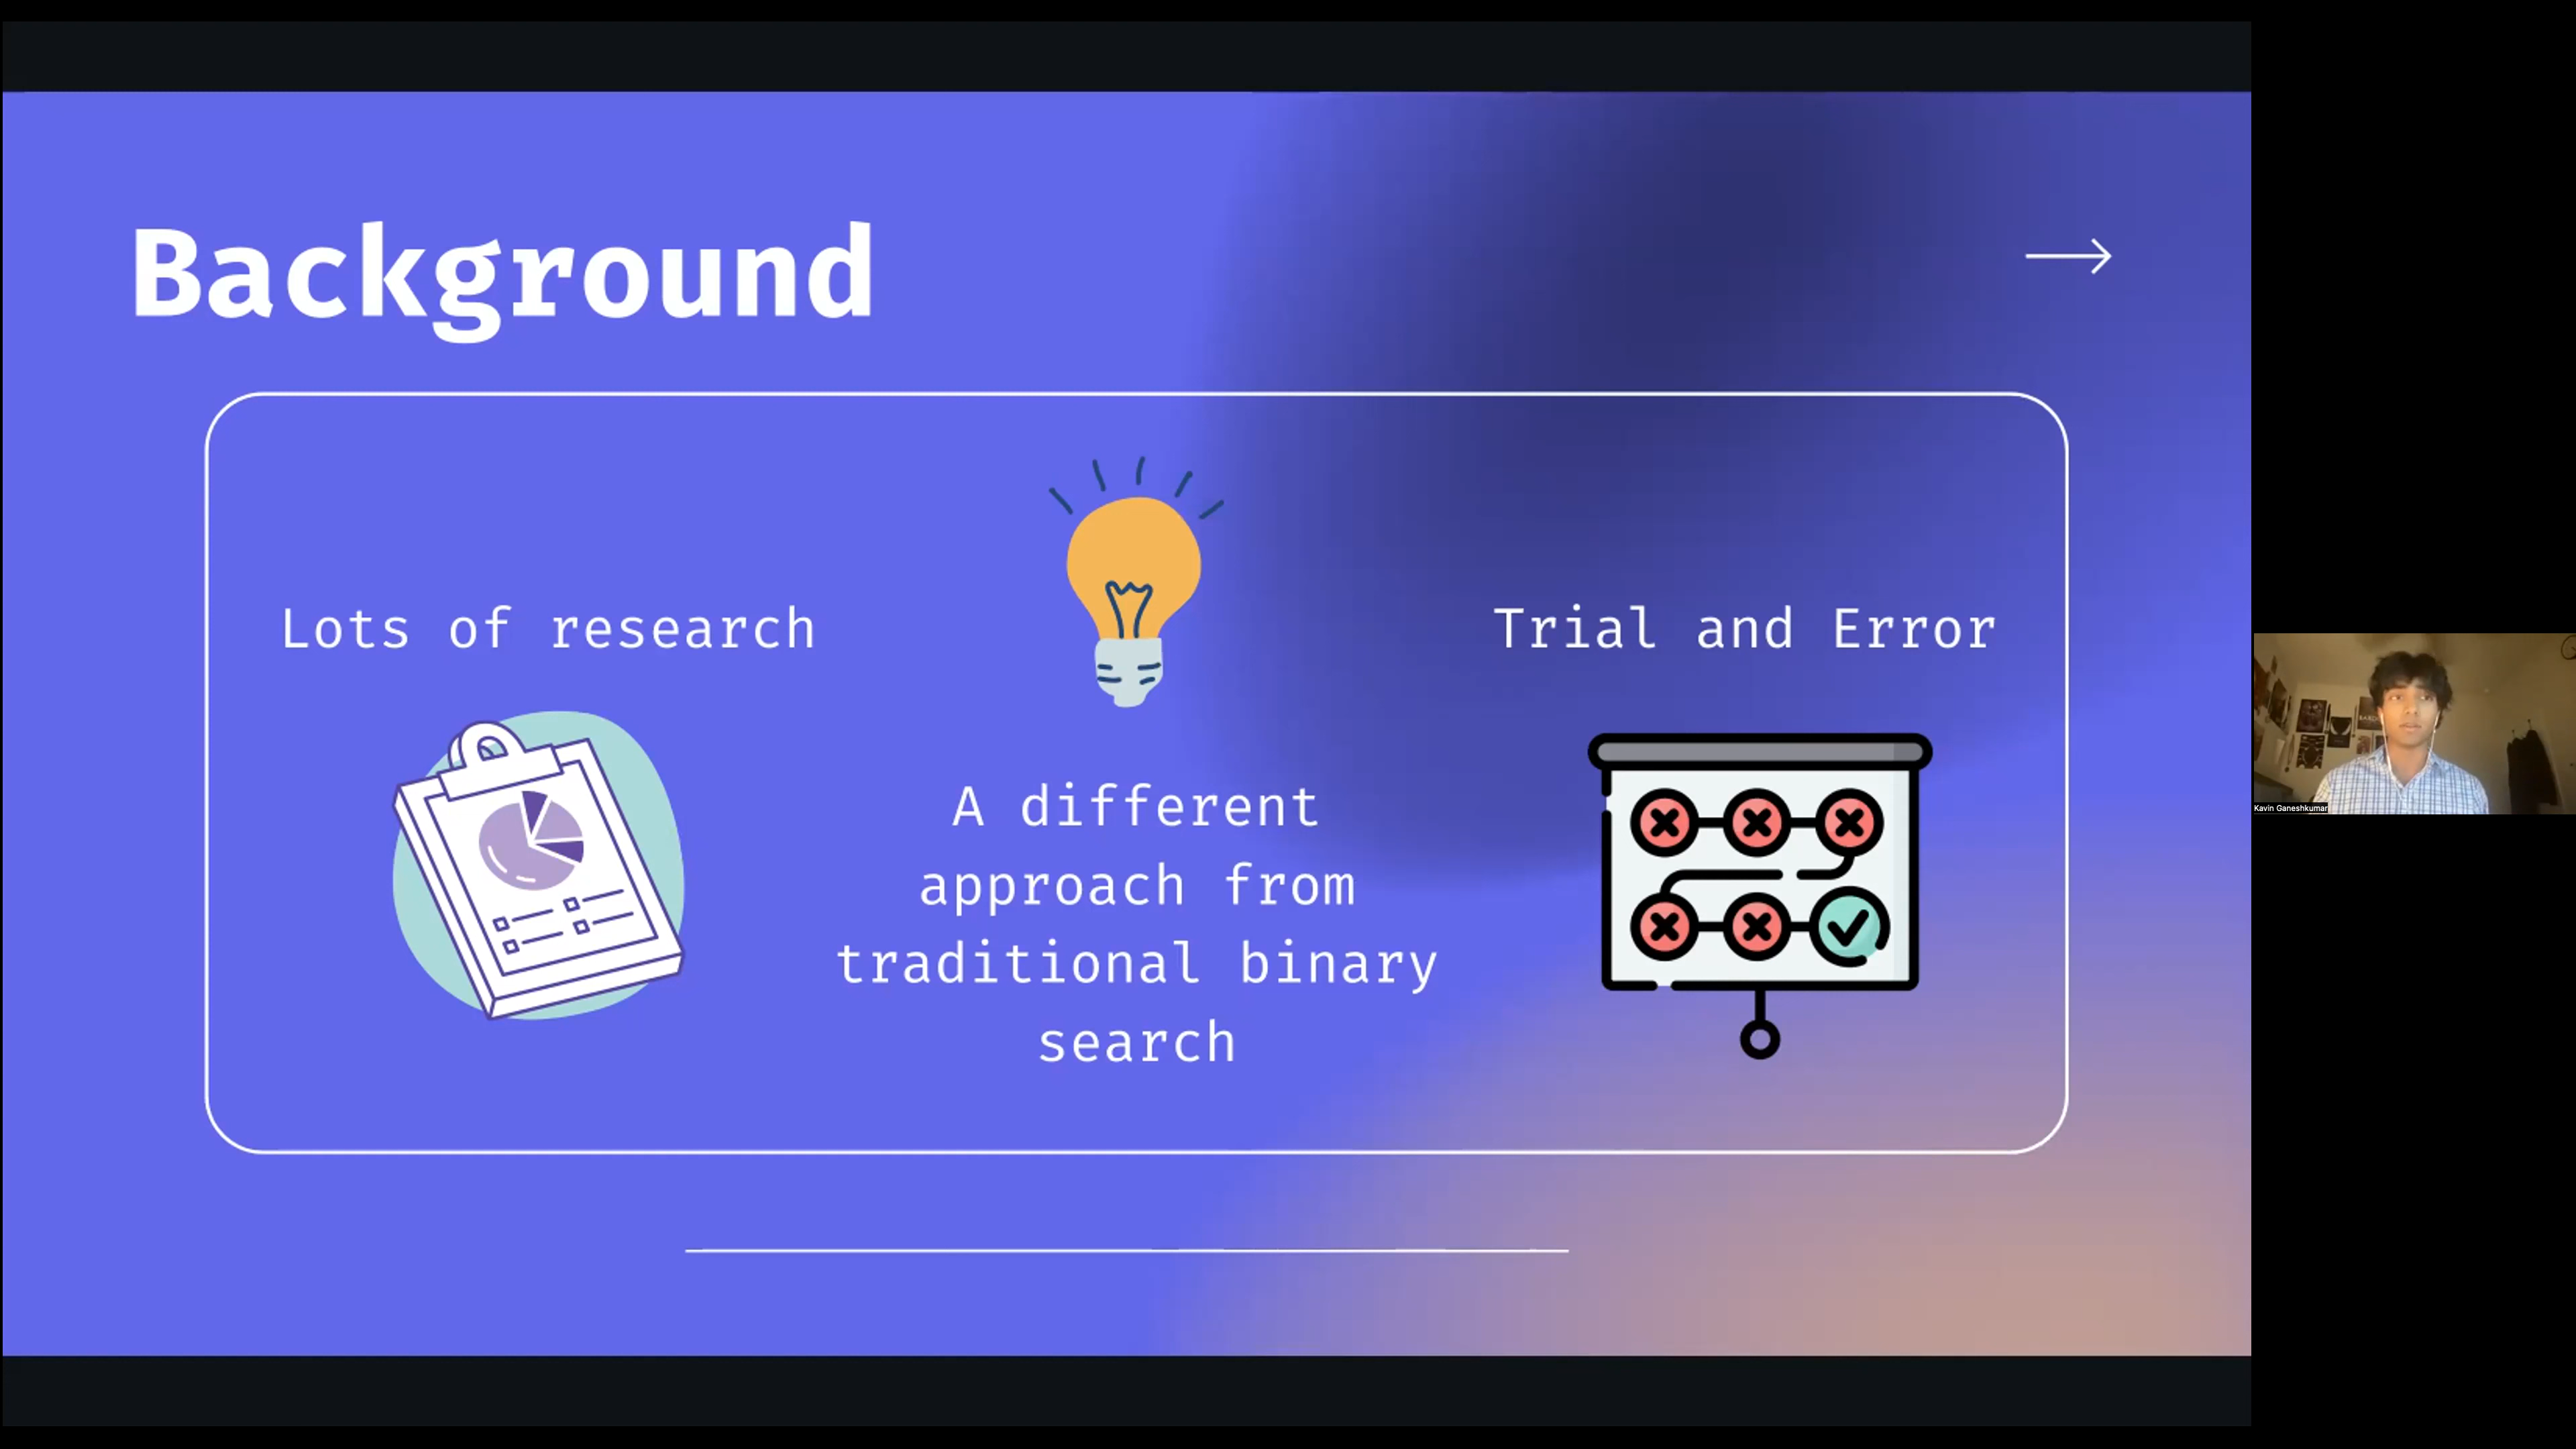 Background
Lots of research
A different
approach from
traditional binary
search
Trial and Error
Kavin Ganeshkumar